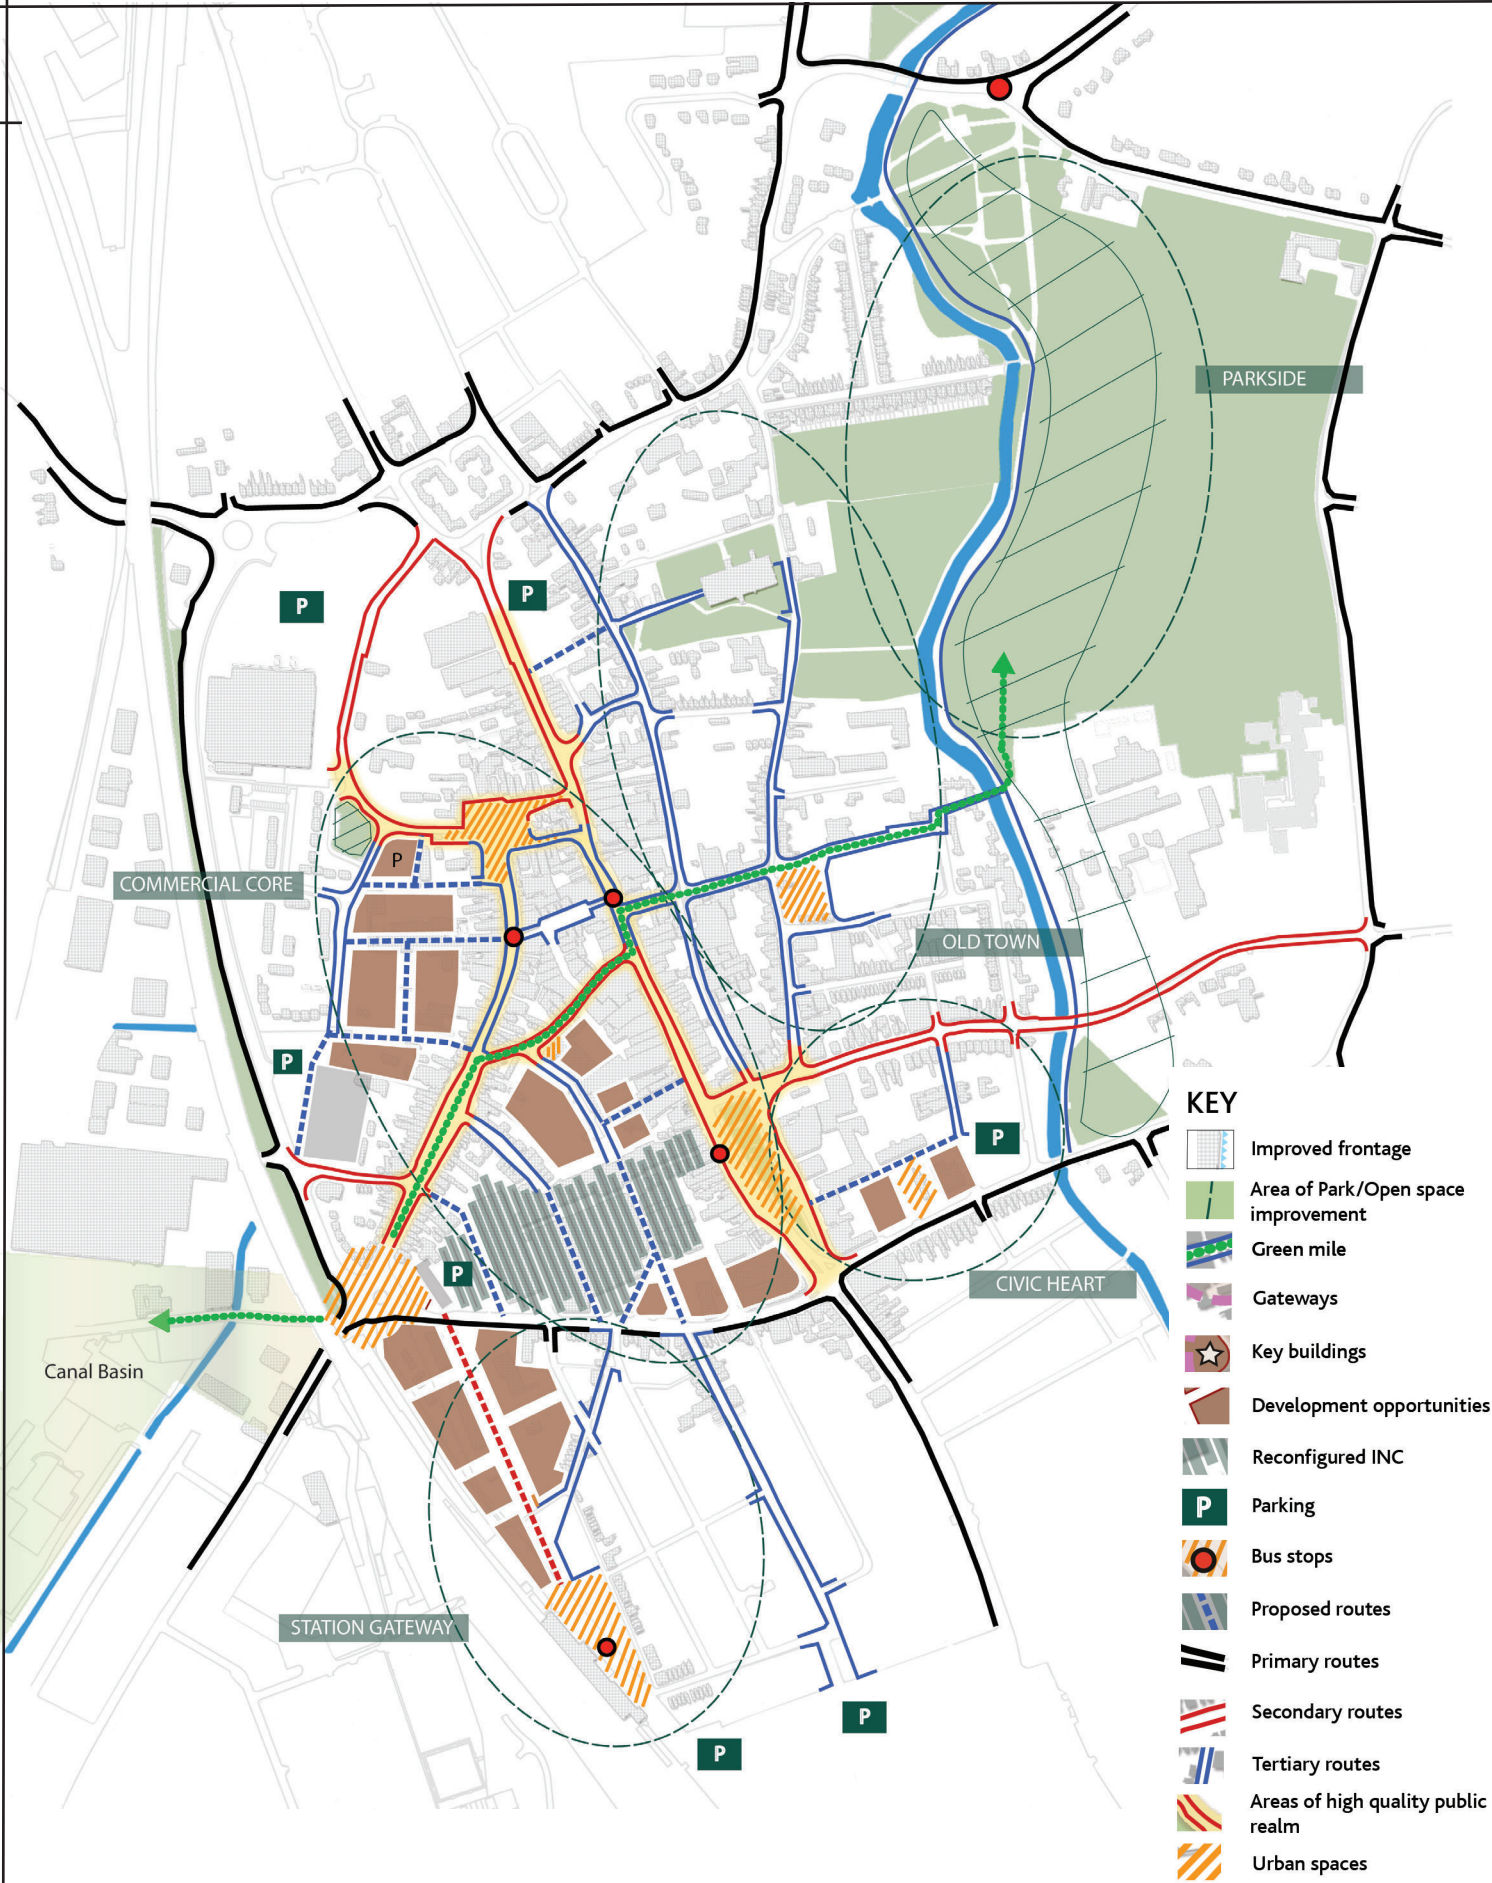 PARKSIDE
P
P
P
COMMERCIAL CORE
OLD TOWN
P
P
P
CIVIC HEART
Canal Basin
STATION GATEWAY
P
P
KEY
Improved frontage
Area of Park/Open space
improvement
Green mile
Gateways
Key buildings
Development opportunities
Reconfigured INC
P
Parking
Bus stops
Proposed routes
Primary routes
Secondary routes
Tertiary routes
Areas of high quality public
realm
Urban spaces